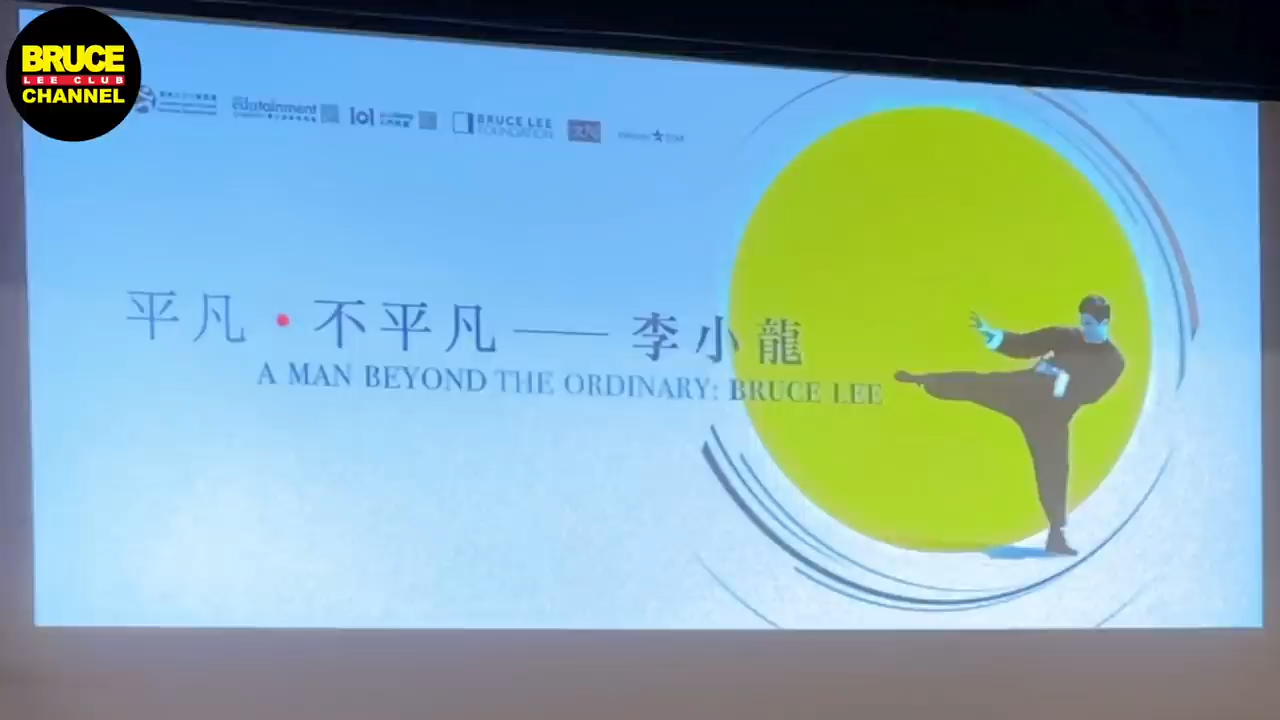 BRUCE
LEE CLUB
CHANNEL
edutainment
BRUCE LEE
FOUNDATION
平凡·不平凡——李小龍
A MAN BEYOND THE ORDINARY: BRUCE LEE